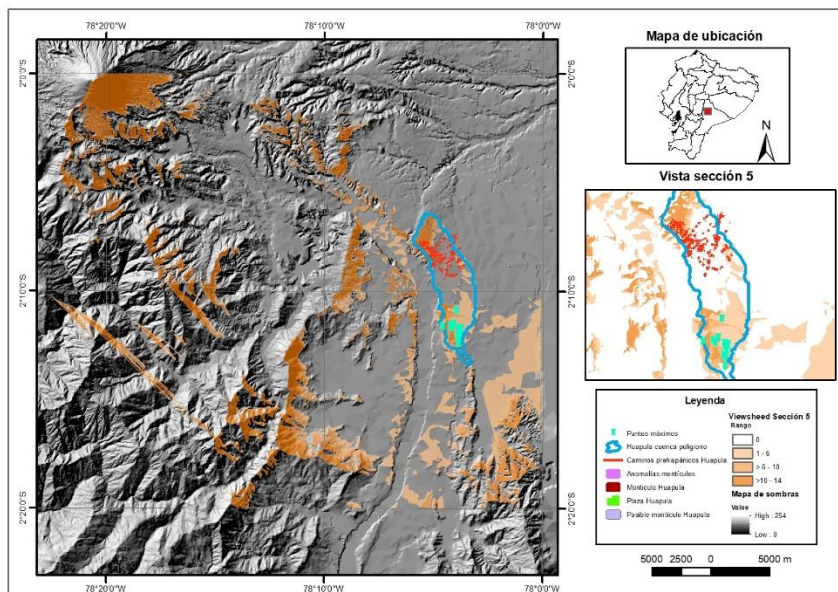 78°20'0"W
78°10'0"W
78°0'0"W
2°0'0"S
2°0'0"S
2°10'0"S
2°10'0"S
2°20'0"S
2°20'0"S
78°20'0"W
78°10'0"W
78°0'0"W
Mapa de ubicación
N
Vista sección 5
Leyenda
Puntos máximos
Huapula cuenca polígiono
Caminos prehispánicos Huapula
Anomalías montículos
Montículo Huapula
Plaza Huapula
Posible montículo Huapula
Viewsheed Sección 5
Rango
0
1 - 5
> 5 - 10
>10 - 14
Mapa de sombras
Value
High : 254
Low : 0
5000 2500 0 5000 m